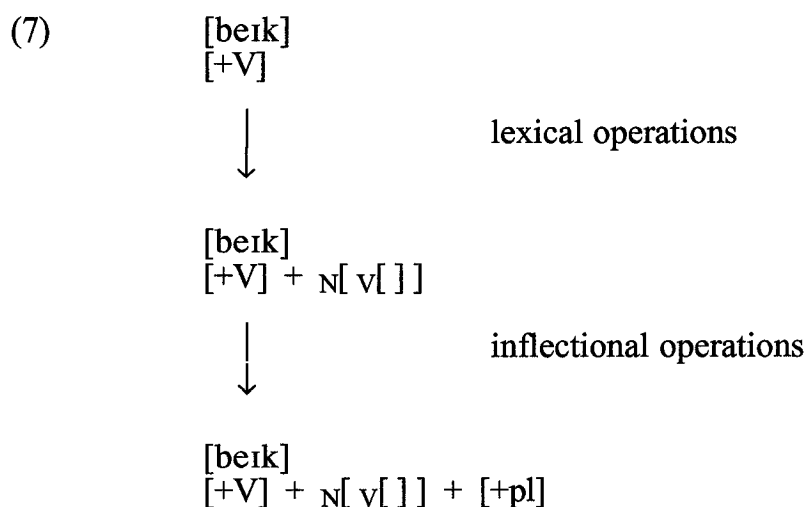 (7) [beɪk]
[+V]
↓ lexical operations
[beɪk]
[+V] + N[ V[ ] ]
↓ inflectional operations
[beɪk]
[+V] + N[ V[ ] ] + [+pl]